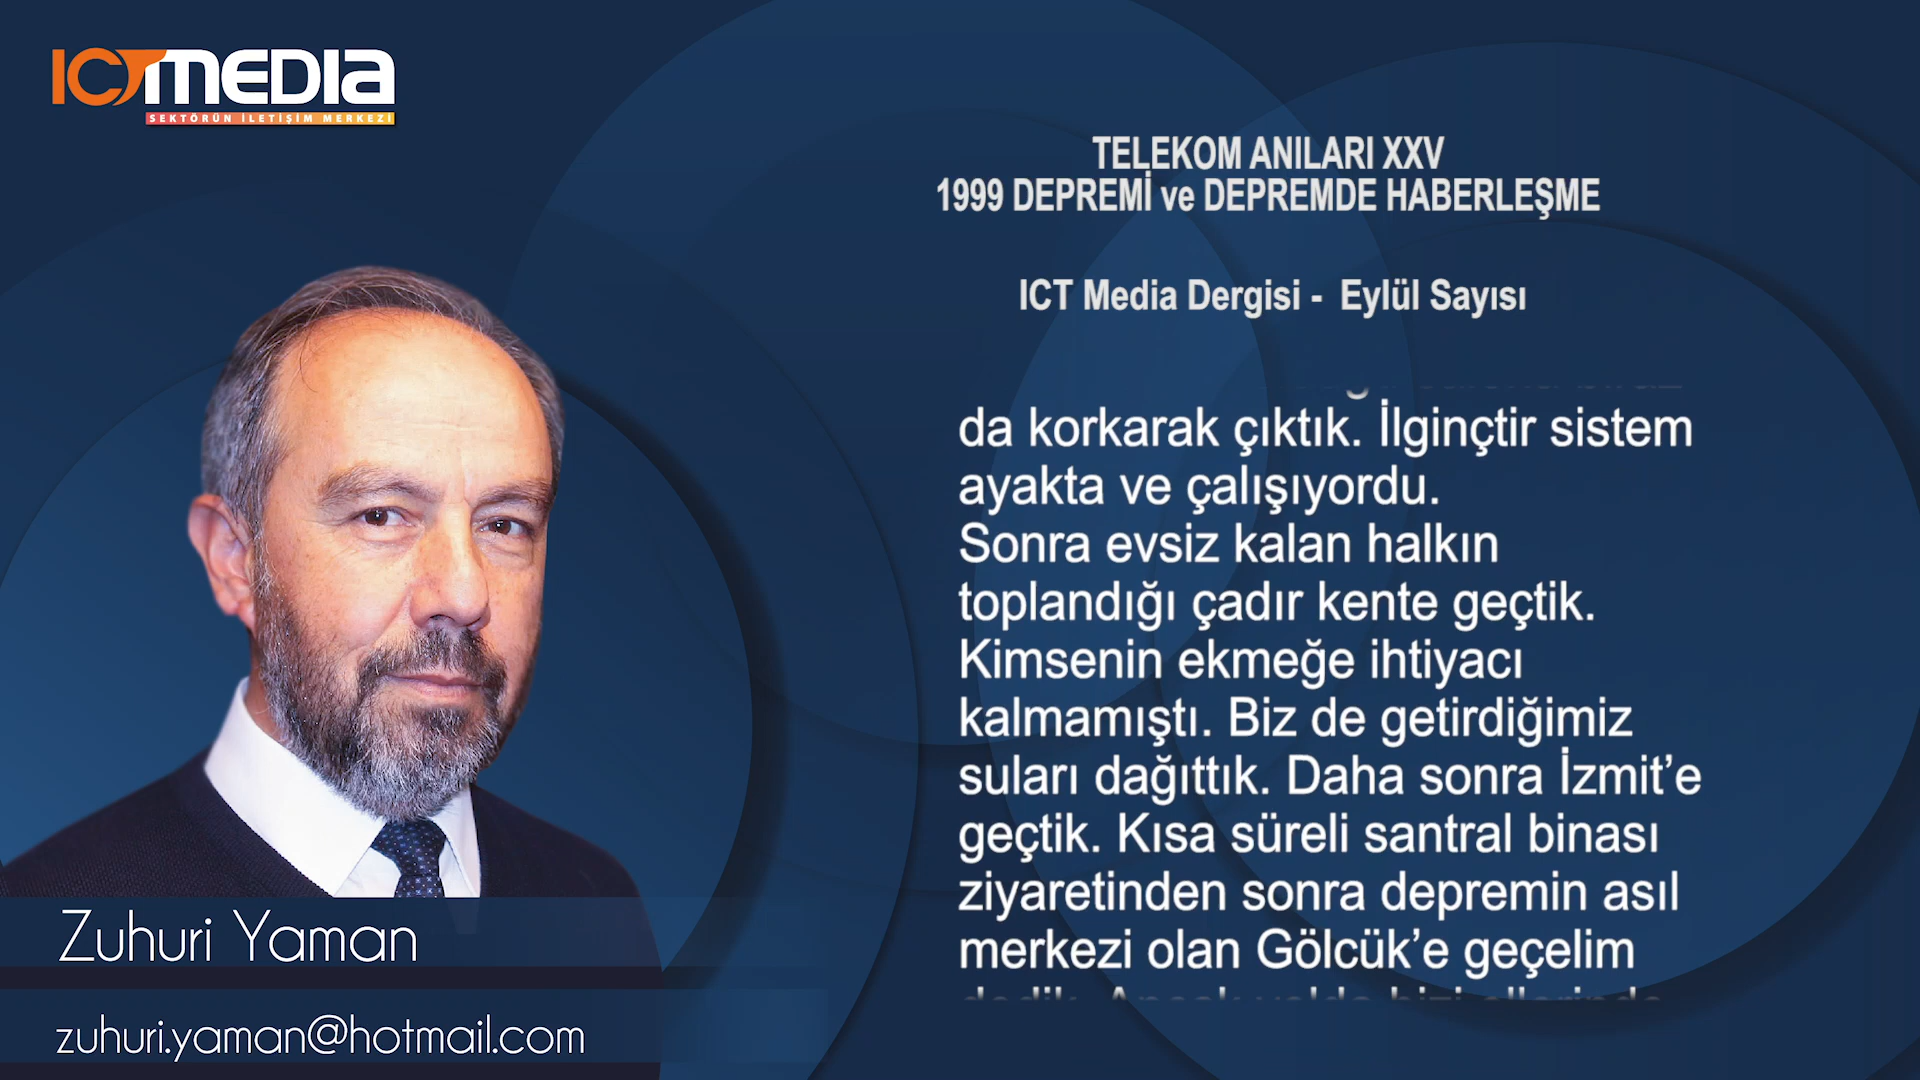 ICTMEDIA
SEKTÖRÜN İLETİŞİM MERKEZİ
TELEKOM ANILARI XXV
1999 DEPREMİ ve DEPREMDE HABERLEŞME
ICT Media Dergisi - Eylül Sayısı
da korkarak çıktık. İlginçtir sistem
ayakta ve çalışıyordu.
Sonra evsiz kalan halkın
toplandığı çadır kente geçtik.
Kimsenin ekmeğe ihtiyacı
kalmamıştı. Biz de getirdiğimiz
suları dağıttık. Daha sonra İzmit’e
geçtik. Kısa süreli santral binası
ziyaretinden sonra depremin asıl
merkezi olan Gölcük’e geçelim
Zuhuri Yaman
zuhuri.yaman@hotmail.com